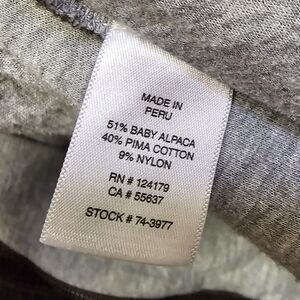 MADE IN
PERU
51% BABY ALPACA
40% PIMA COTTON
9% NYLON
RN # 124179
CA # 55637
STOCK # 74-3977